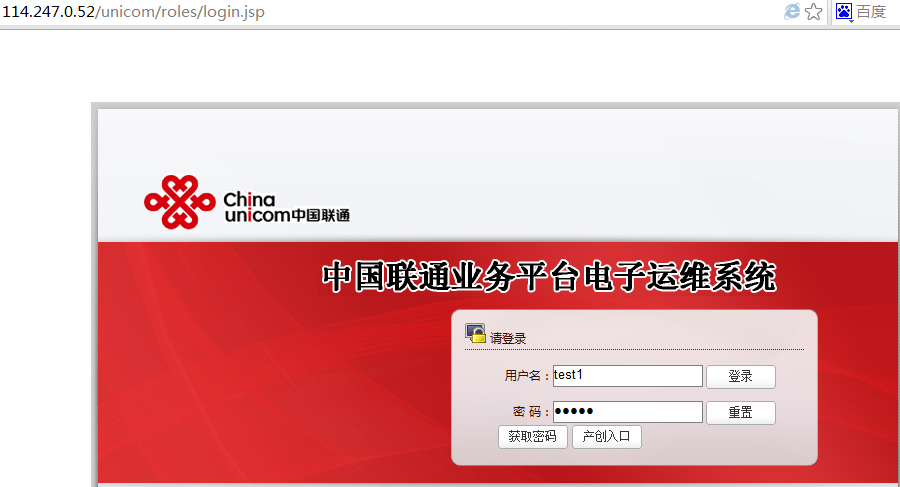 114.247.0.52/unicom/roles/login.jsp 百度
China
unicom中国联通
中国联通业务平台电子运维系统
请登录
用户名：test1 登录
密 码：●●●●● 重置
获取密码 产创入口